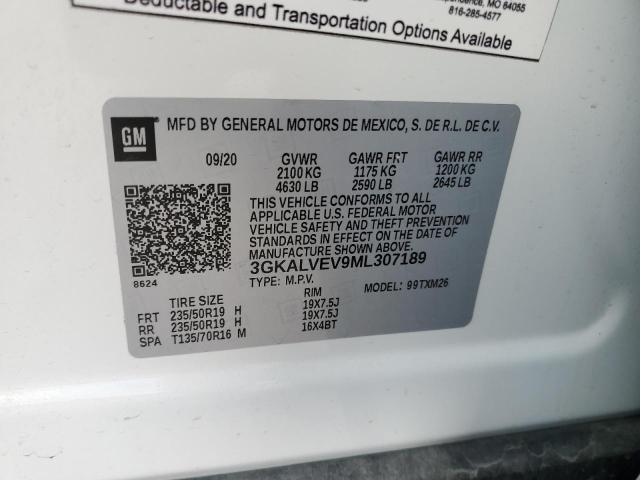 Independence, MO 64055
816-285-4577
Deductable and Transportation Options Available
GM
MFD BY GENERAL MOTORS DE MEXICO, S. DE R.L. DE C.V.
09/20 GVWR GAWR FRT GAWR RR
2100 KG 1175 KG 1200 KG
4630 LB 2590 LB 2645 LB
THIS VEHICLE CONFORMS TO ALL
APPLICABLE U.S. FEDERAL MOTOR
VEHICLE SAFETY AND THEFT PREVENTION
STANDARDS IN EFFECT ON THE DATE OF
MANUFACTURE SHOWN ABOVE.
3GKALVEV9ML307189
8624
TYPE: M.P.V. MODEL: 99TXM26
TIRE SIZE RIM
FRT 235/50R19 H 19X7.5J
RR 235/50R19 H 19X7.5J
SPA T135/70R16 M 16X4BT